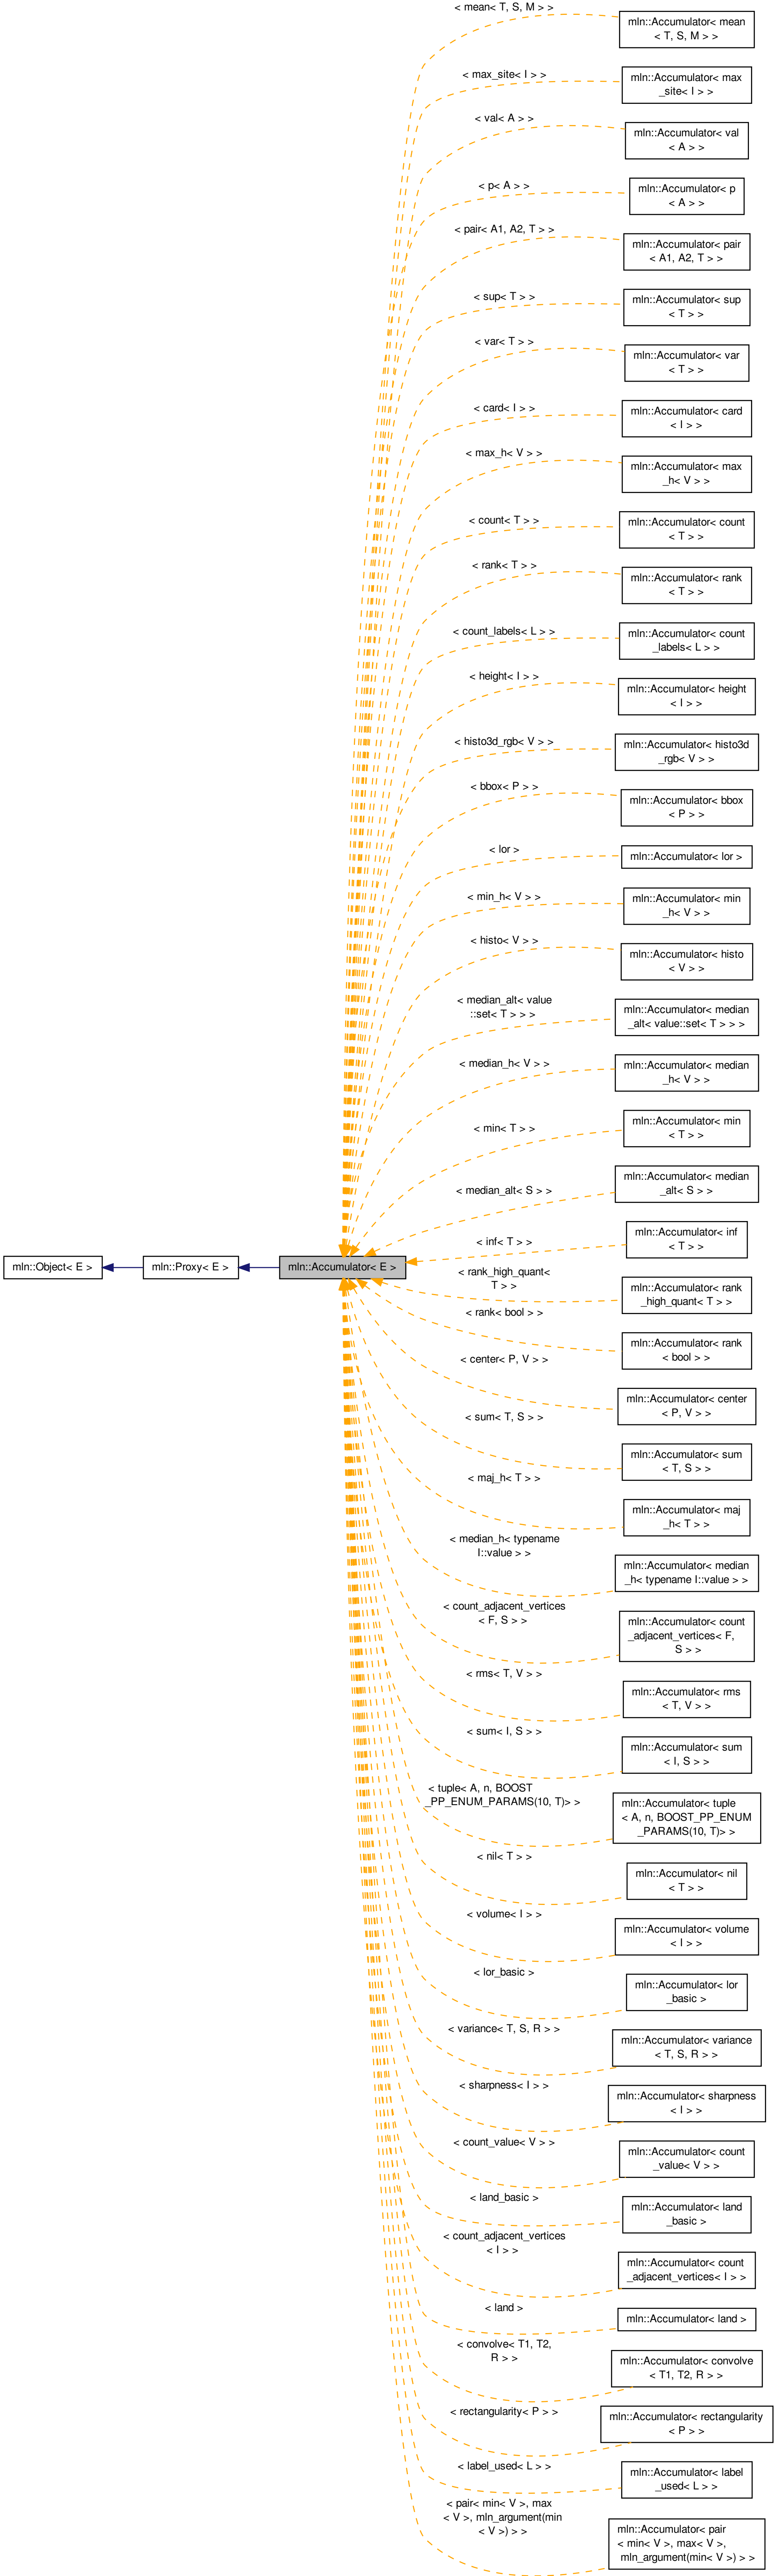 < mean< T, S, M > >
mln::Accumulator< mean
< T, S, M > >
< max_site< I > >
mln::Accumulator< max
_site< I > >
< val< A > >
mln::Accumulator< val
< A > >
< p< A > >
mln::Accumulator< p
< A > >
< pair< A1, A2, T > >
mln::Accumulator< pair
< A1, A2, T > >
< sup< T > >
mln::Accumulator< sup
< T > >
< var< T > >
mln::Accumulator< var
< T > >
< card< I > >
mln::Accumulator< card
< I > >
< max_h< V > >
mln::Accumulator< max
_h< V > >
< count< T > >
mln::Accumulator< count
< T > >
< rank< T > >
mln::Accumulator< rank
< T > >
< count_labels< L > >
mln::Accumulator< count
_labels< L > >
< height< I > >
mln::Accumulator< height
< I > >
< histo3d_rgb< V > >
mln::Accumulator< histo3d
_rgb< V > >
< bbox< P > >
mln::Accumulator< bbox
< P > >
< lor >
mln::Accumulator< lor >
< min_h< V > >
mln::Accumulator< min
_h< V > >
< histo< V > >
mln::Accumulator< histo
< V > >
< median_alt< value
::set< T > > >
mln::Accumulator< median
_alt< value::set< T > > >
< median_h< V > >
mln::Accumulator< median
_h< V > >
< min< T > >
mln::Accumulator< min
< T > >
< median_alt< S > >
mln::Accumulator< median
_alt< S > >
< inf< T > >
mln::Accumulator< inf
< T > >
mln::Object< E >
mln::Proxy< E >
mln::Accumulator< E >
< rank_high_quant<
T > >
mln::Accumulator< rank
_high_quant< T > >
< rank< bool > >
mln::Accumulator< rank
< bool > >
< center< P, V > >
mln::Accumulator< center
< P, V > >
< sum< T, S > >
mln::Accumulator< sum
< T, S > >
< maj_h< T > >
mln::Accumulator< maj
_h< T > >
< median_h< typename
I::value > >
mln::Accumulator< median
_h< typename I::value > >
< count_adjacent_vertices
< F, S > >
mln::Accumulator< count
_adjacent_vertices< F,
S > >
< rms< T, V > >
mln::Accumulator< rms
< T, V > >
< sum< I, S > >
mln::Accumulator< sum
< I, S > >
< tuple< A, n, BOOST
_PP_ENUM_PARAMS(10, T)> >
mln::Accumulator< tuple
< A, n, BOOST_PP_ENUM
_PARAMS(10, T)> >
< nil< T > >
mln::Accumulator< nil
< T > >
< volume< I > >
mln::Accumulator< volume
< I > >
< lor_basic >
mln::Accumulator< lor
_basic >
< variance< T, S, R > >
mln::Accumulator< variance
< T, S, R > >
< sharpness< I > >
mln::Accumulator< sharpness
< I > >
< count_value< V > >
mln::Accumulator< count
_value< V > >
< land_basic >
mln::Accumulator< land
_basic >
< count_adjacent_vertices
< I > >
mln::Accumulator< count
_adjacent_vertices< I > >
< land >
mln::Accumulator< land >
< convolve< T1, T2,
R > >
mln::Accumulator< convolve
< T1, T2, R > >
< rectangularity< P > >
mln::Accumulator< rectangularity
< P > >
< label_used< L > >
mln::Accumulator< label
_used< L > >
< pair< min< V >, max
< V >, mln_argument(min
< V >) > >
mln::Accumulator< pair
< min< V >, max< V >,
mln_argument(min< V >) > >